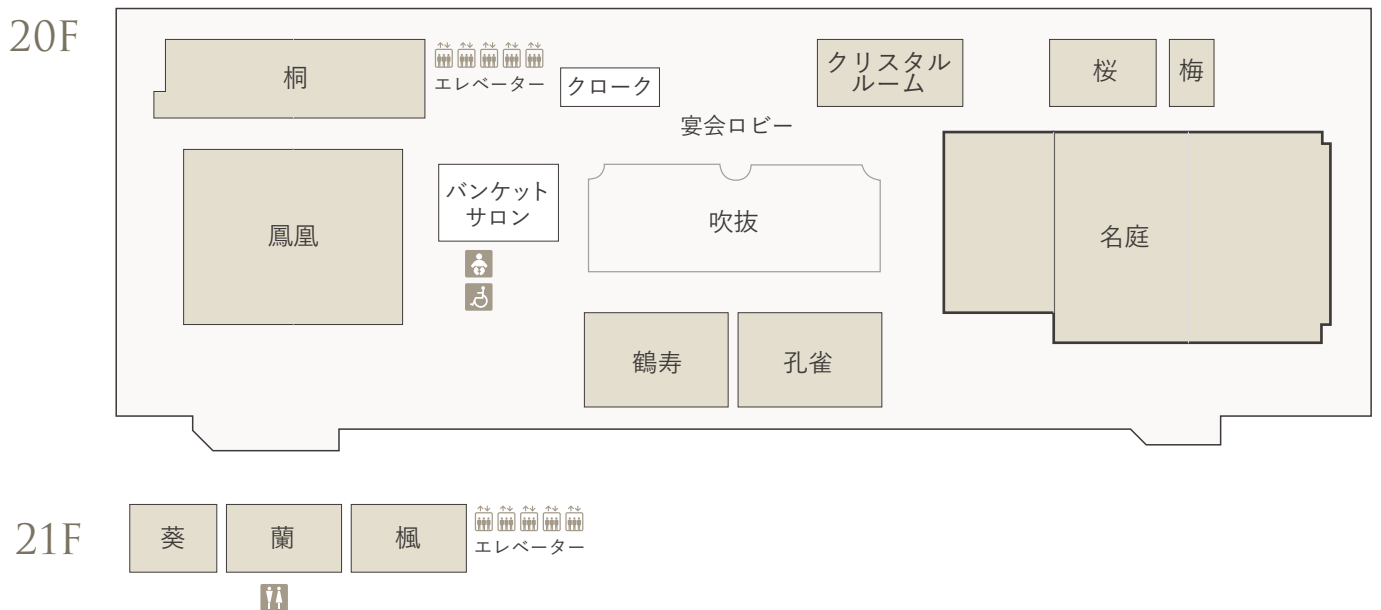 20F
桐
エレベーター
クローク
クリスタル
ルーム
桜
梅
宴会ロビー
鳳凰
バンケット
サロン
吹抜
名庭
鶴寿
孔雀
21F
葵
蘭
楓
エレベーター